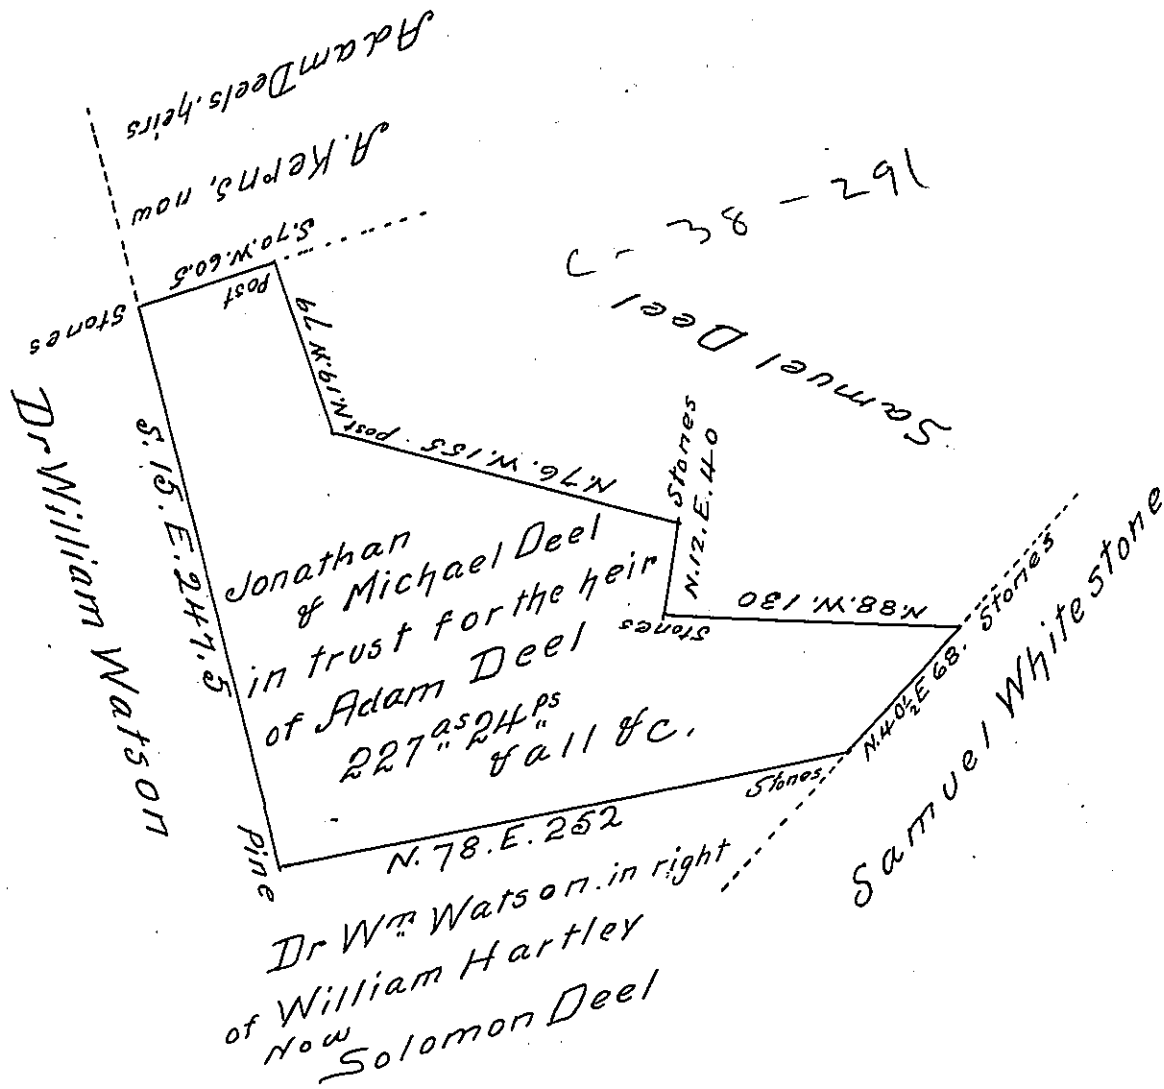 Adam Deels. heirs
A. Kerns, now
S. 70. W. 60.5
Post
Stones
C - 38 - 291
Samuel Deel
N. 19. W. 79
post
N. 76. W. 155
Stones
N. 12. E. 40
Stones
N. 88. W. 130
Stones
N. 40½ E 68.
Samuel Whitestone
Dr William Watson
S. 15. E. 247.5
Jonathan
& Michael Deel
in trust for the heir
of Adam Deel
227 as 24 ps
& all &c.
Stones
Pine
N. 78. E. 252
Dr Wm Watson. in right
of William Hartley
Now
Solomon Deel